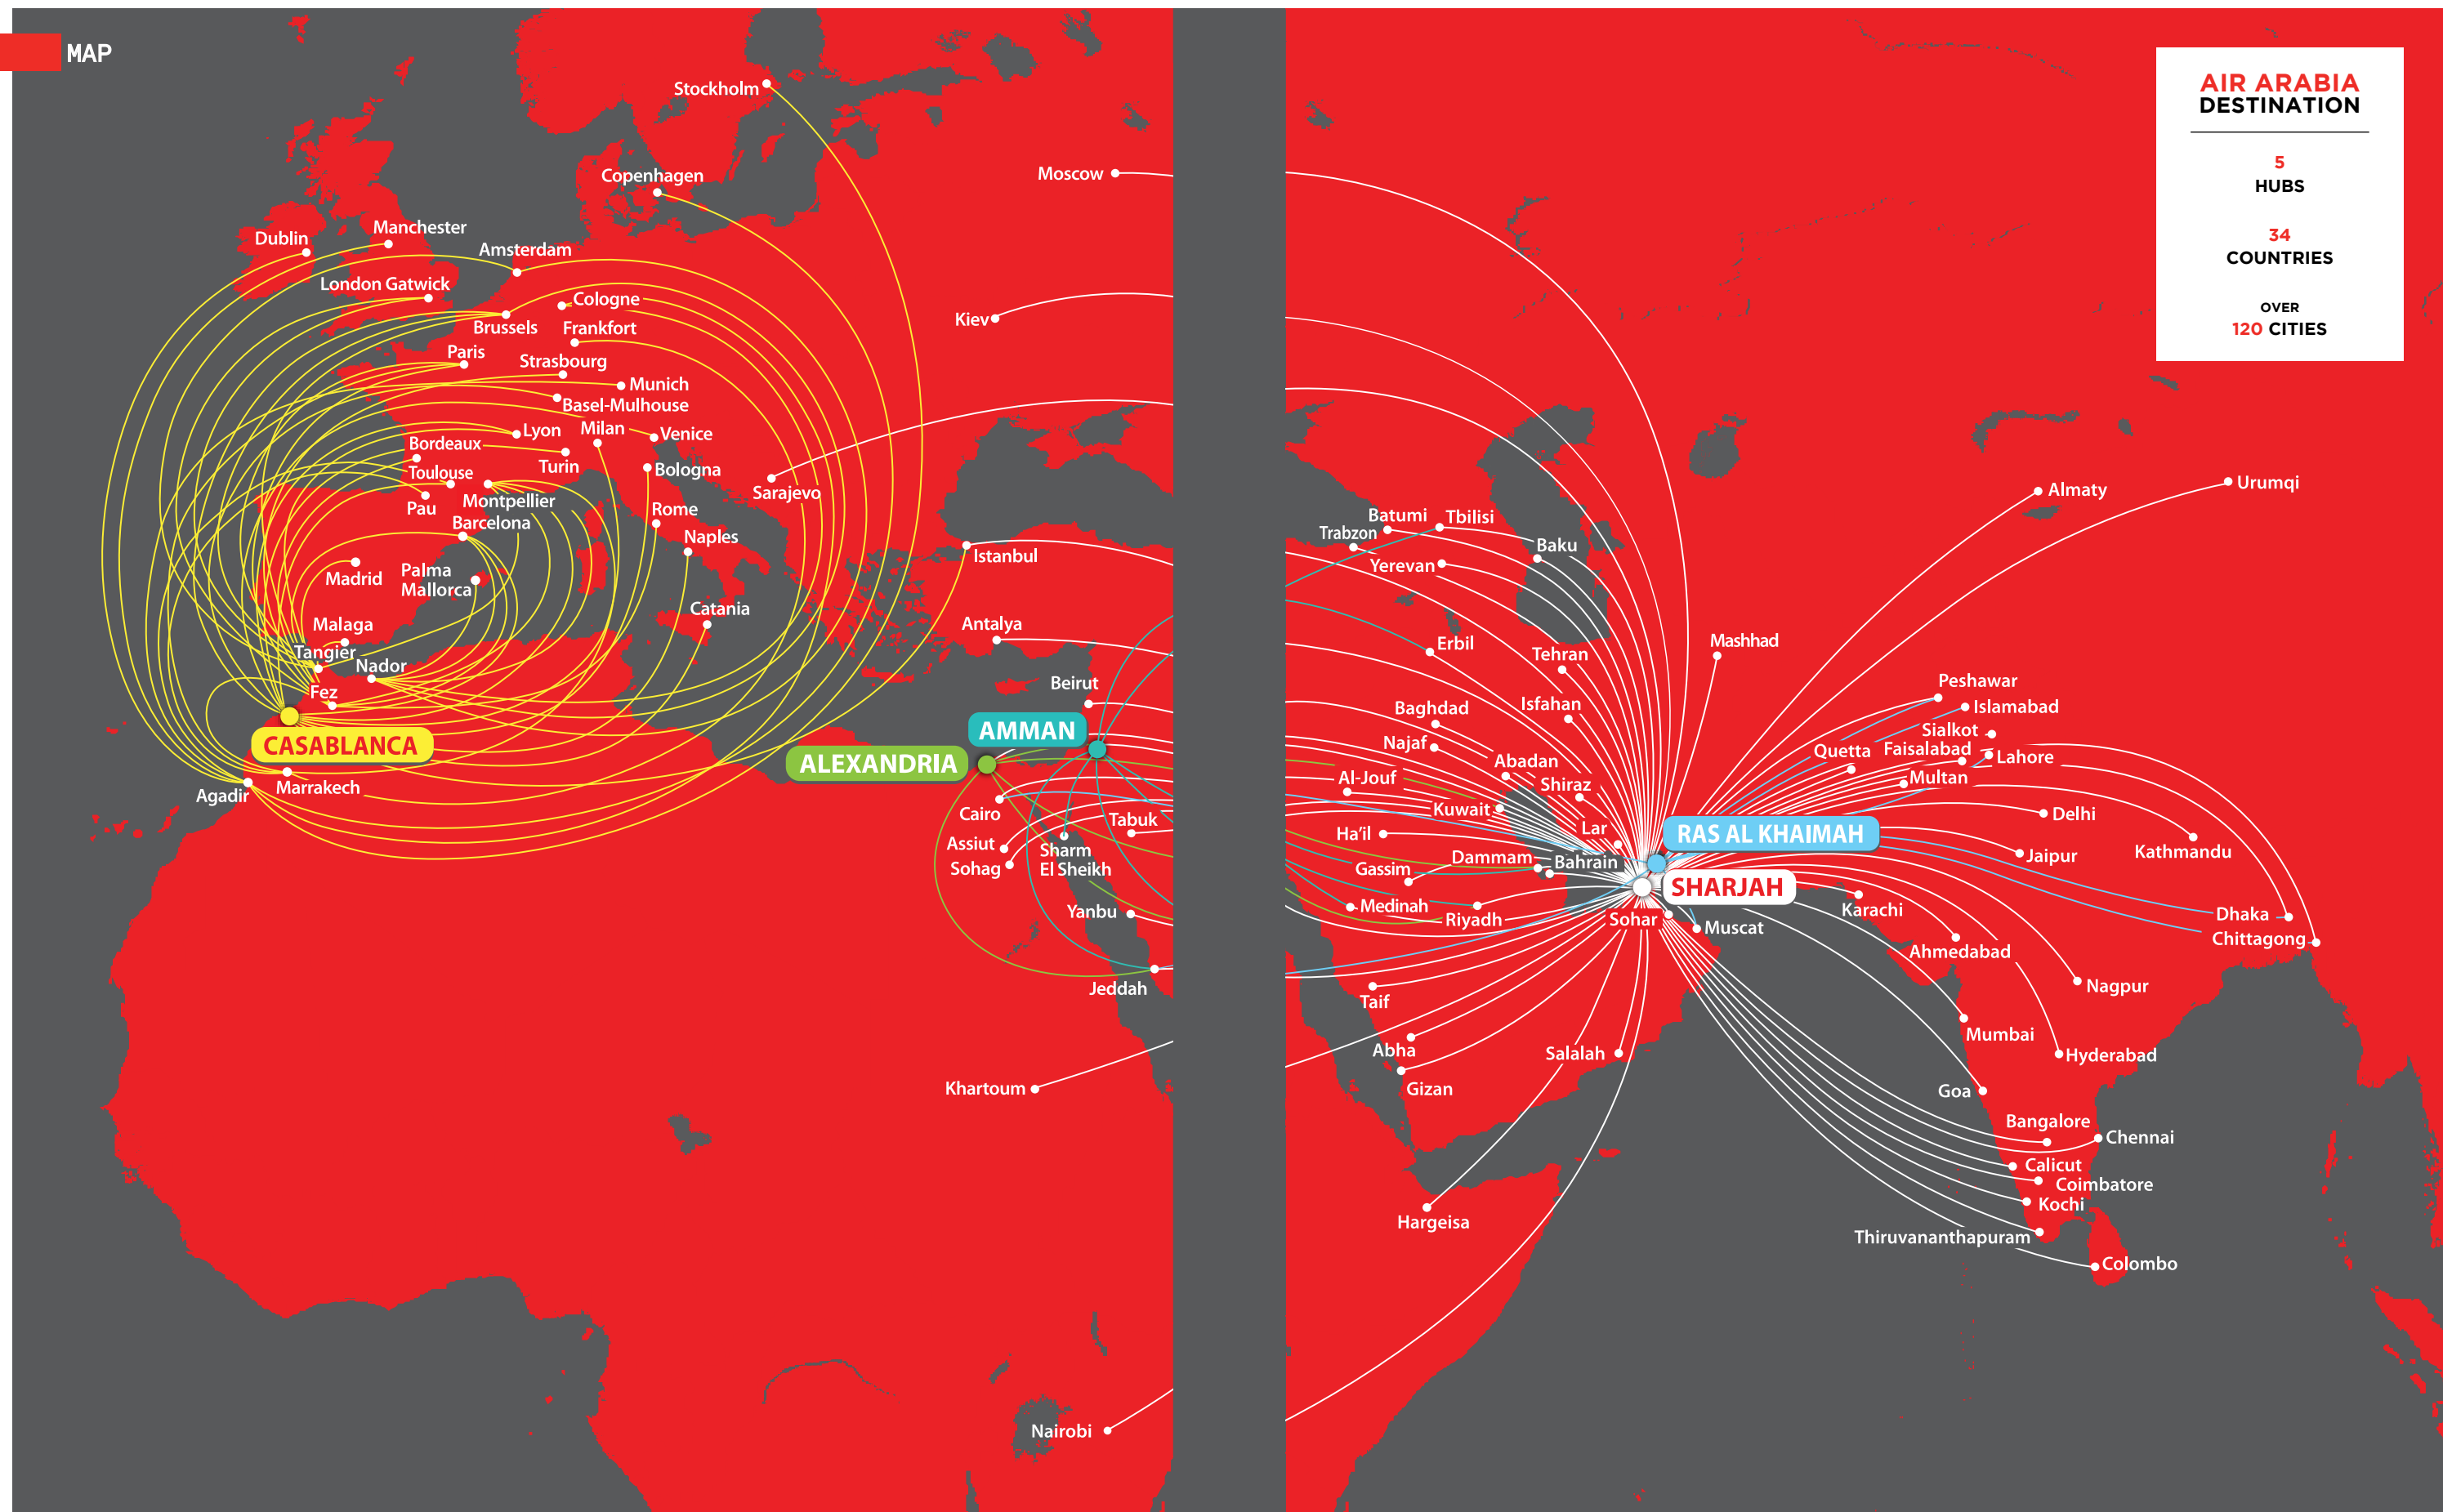 MAP
AIR ARABIA
DESTINATION
5
HUBS
34
COUNTRIES
OVER
120 CITIES
Stockholm
Copenhagen
Moscow
Manchester
Dublin
Amsterdam
London Gatwick
Cologne
Kiev
Brussels
Frankfort
Paris
Strasbourg
Munich
Basel-Mulhouse
Lyon
Milan
Venice
Bordeaux
Turin
Bologna
Toulouse
Sarajevo
Montpellier
Pau
Rome
Barcelona
Naples
Istanbul
Madrid
Palma
Mallorca
Catania
Malaga
Antalya
Tangier
Nador
Beirut
Fez
AMMAN
CASABLANCA
ALEXANDRIA
Marrakech
Agadir
Cairo
Tabuk
Assiut
Sharm
El Sheikh
Sohag
Yanbu
Jeddah
Khartoum
Nairobi
Almaty
Urumqi
Batumi
Tbilisi
Trabzon
Baku
Yerevan
Erbil
Tehran
Mashhad
Peshawar
Baghdad
Isfahan
Islamabad
Sialkot
Najaf
Quetta
Faisalabad
Lahore
Abadan
Al-Jouf
Shiraz
Multan
Kuwait
Delhi
Ha'il
Lar
RAS AL KHAIMAH
Kathmandu
Dammam
Bahrain
Jaipur
Gassim
SHARJAH
Medinah
Riyadh
Sohar
Muscat
Karachi
Dhaka
Chittagong
Ahmedabad
Nagpur
Taif
Mumbai
Abha
Salalah
Hyderabad
Gizan
Goa
Bangalore
Chennai
Calicut
Coimbatore
Kochi
Hargeisa
Thiruvananthapuram
Colombo